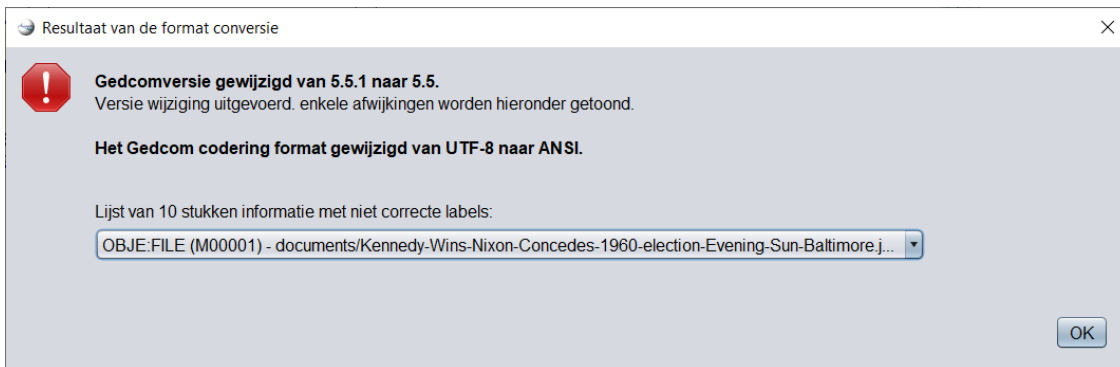 Resultaat van de format conversie
Gedcomversie gewijzigd van 5.5.1 naar 5.5.
Versie wijziging uitgevoerd. enkele afwijkingen worden hieronder getoond.
Het Gedcom codering format gewijzigd van UTF-8 naar ANSI.
Lijst van 10 stukken informatie met niet correcte labels:
OBJE:FILE (M00001) - documents/Kennedy-Wins-Nixon-Concedes-1960-election-Evening-Sun-Baltimore.j...
OK